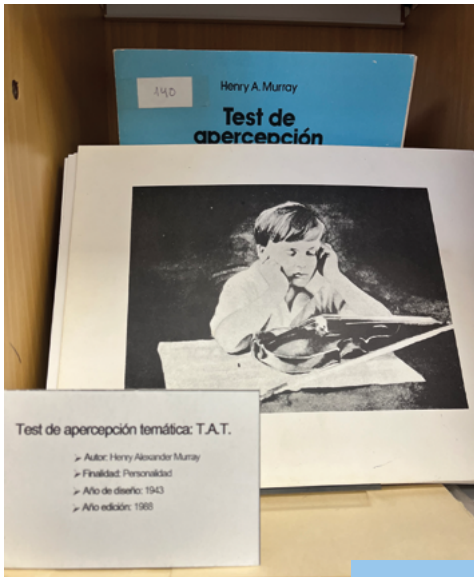 140
Henry A. Murray
Test de
apercepción
Test de apercepción temática: T.A.T.
➤ Autor: Henry Alexander Murray
➤ Finalidad: Personalidad
➤ Año de diseño: 1943
➤ Año edición: 1988